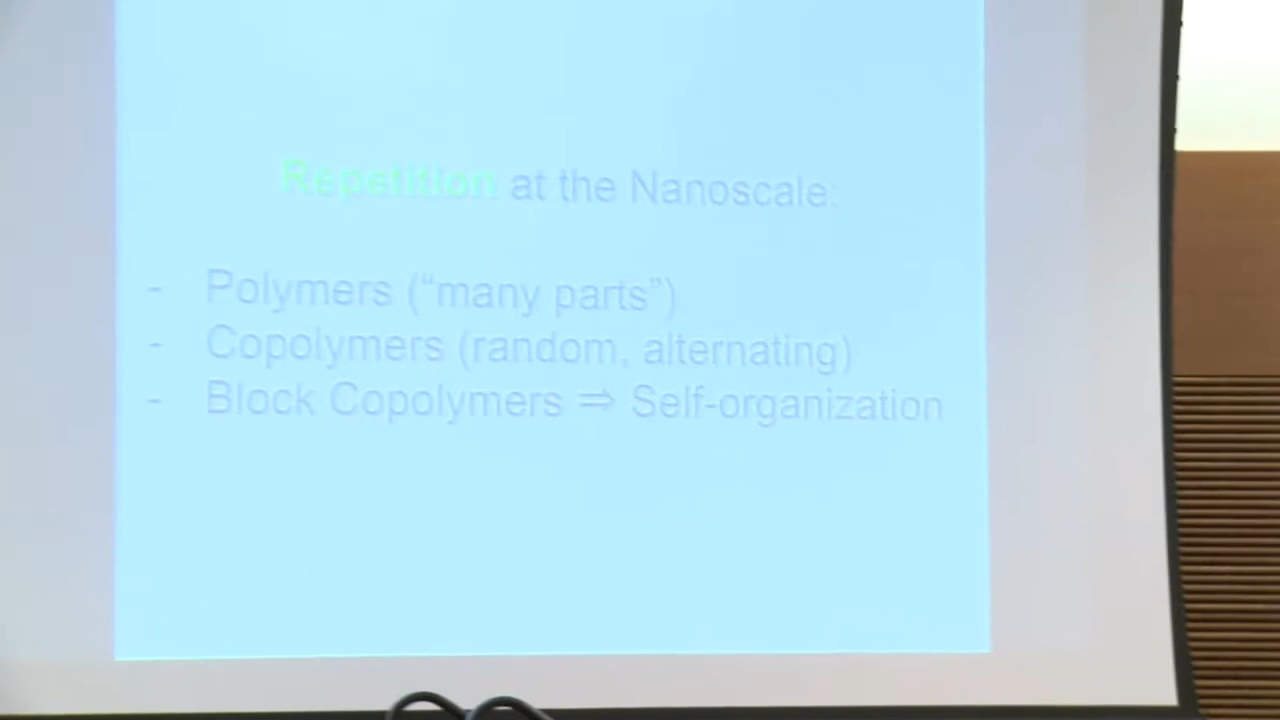 Repetition at the Nanoscale:
- Polymers (“many parts”)
- Copolymers (random, alternating)
- Block Copolymers ⇒ Self-organization